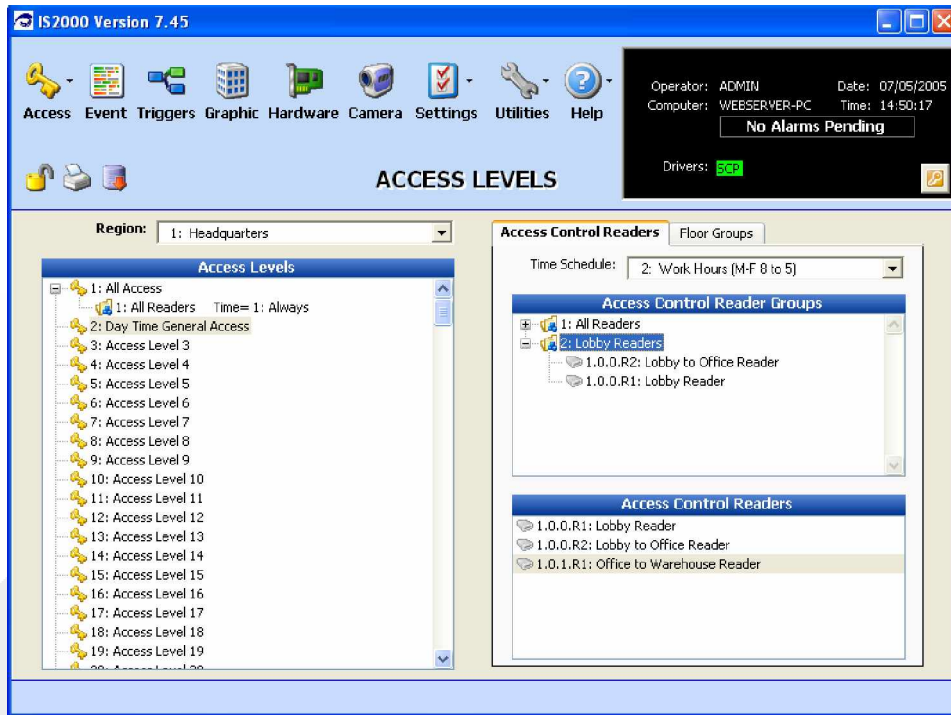 IS2000 Version 7.45
Access Event Triggers Graphic Hardware Camera Settings Utilities Help
Operator: ADMIN Date: 07/05/2005
Computer: WEBSERVER-PC Time: 14:50:17
No Alarms Pending
Drivers: SCP
ACCESS LEVELS
Region: 1: Headquarters
Access Levels
1: All Access
1: All Readers Time= 1: Always
2: Day Time General Access
3: Access Level 3
4: Access Level 4
5: Access Level 5
6: Access Level 6
7: Access Level 7
8: Access Level 8
9: Access Level 9
10: Access Level 10
11: Access Level 11
12: Access Level 12
13: Access Level 13
14: Access Level 14
15: Access Level 15
16: Access Level 16
17: Access Level 17
18: Access Level 18
19: Access Level 19
Access Control Readers Floor Groups
Time Schedule: 2: Work Hours (M-F 8 to 5)
Access Control Reader Groups
1: All Readers
2: Lobby Readers
1.0.0.R2: Lobby to Office Reader
1.0.0.R1: Lobby Reader
Access Control Readers
1.0.0.R1: Lobby Reader
1.0.0.R2: Lobby to Office Reader
1.0.1.R1: Office to Warehouse Reader